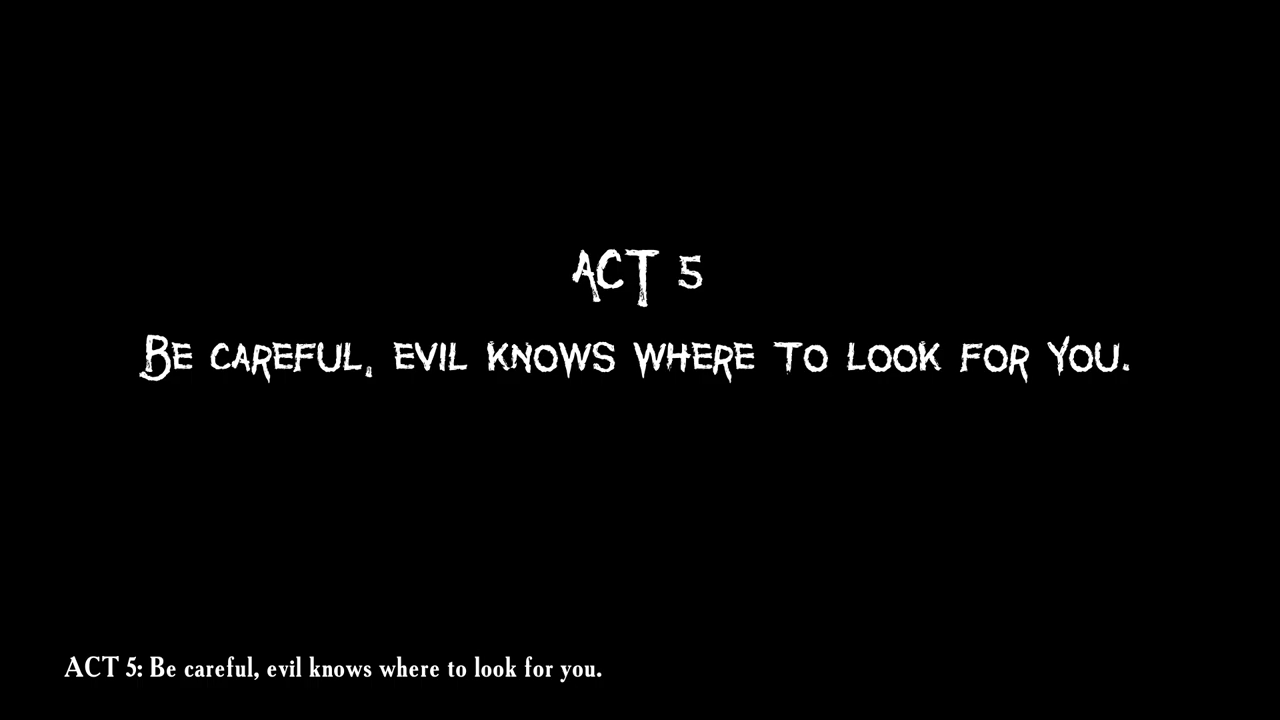 ACT 5
Be careful, evil knows where to look for you.
ACT 5: Be careful, evil knows where to look for you.